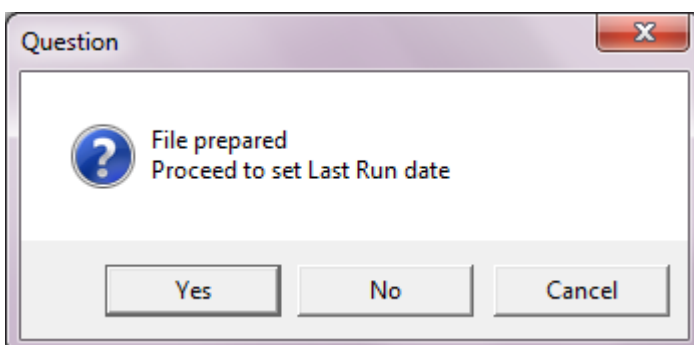 Question
File prepared
Proceed to set Last Run date
Yes No Cancel